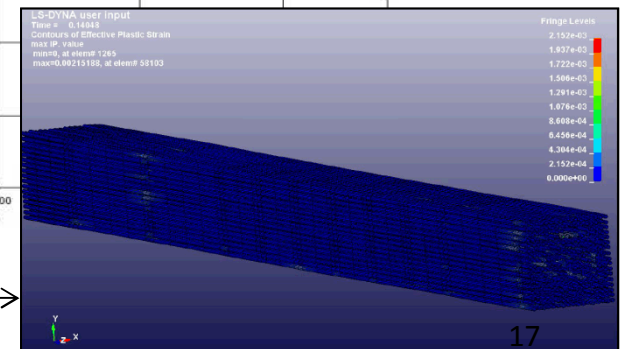 LS-DYNA user input
Time = 0.14948
Contours of Effective Plastic Strain
max IP. value
min=0, at elem# 1265
max=0.00215188, at elem# 58103
Fringe Levels
2.152e-03
1.937e-03
1.722e-03
1.506e-03
1.291e-03
1.076e-03
8.608e-04
6.456e-04
4.304e-04
2.152e-04
0.000e+00
00
Y
Z X
17